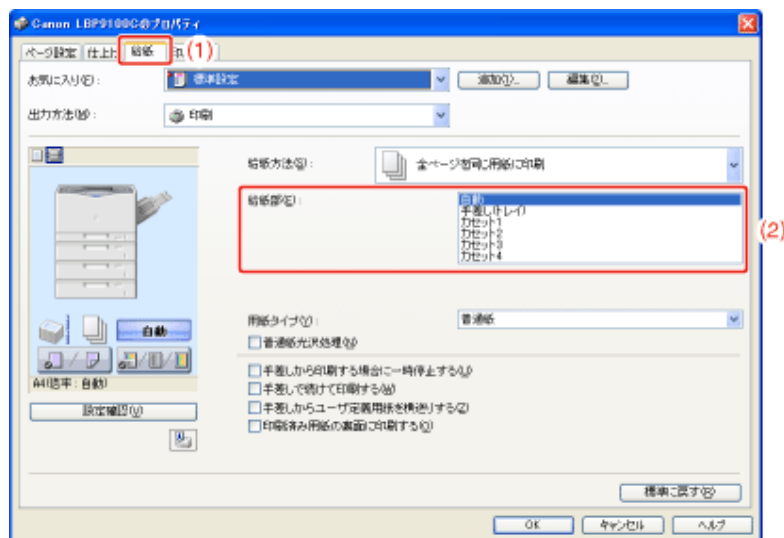 Canon LBP9100Cのプロパティ
ページ設定 仕上げ 給紙 (1)
お気に入り(F): 標準設定 追加(1)... 編集(2)...
出力方法(M): 印刷
給紙方法(S): 全ページを同じ用紙に印刷
給紙部(E): 自動
手差し(トレイ)
カセット1
カセット2
カセット3
カセット4
(2)
用紙タイプ(Y): 普通紙
自動
普通紙光沢処理(J)
手差しから印刷する場合に一時停止する(U)
A4(倍率:自動)
手差しで続けて印刷する(W)
設定確認(V)
手差しからユーザ定義用紙を横送りする(Z)
印刷済み用紙の裏面に印刷する(Q)
標準に戻す(R)
OK キャンセル ヘルプ